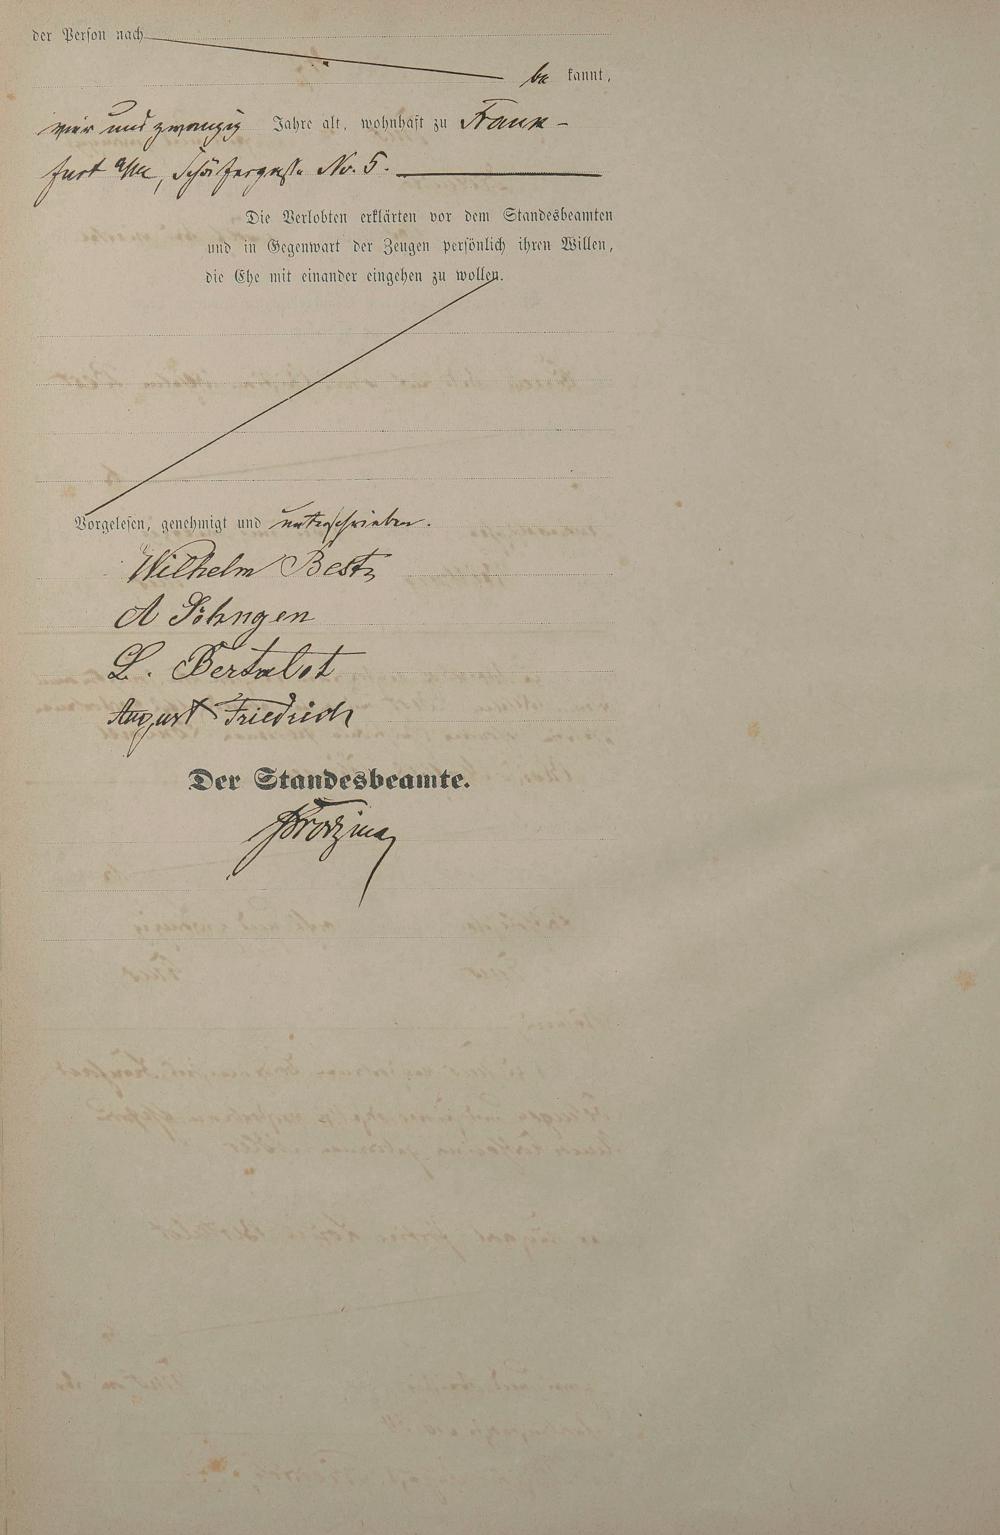 der Person nach
be kannt,
vier und zwanzig Jahre alt, wohnhaft zu Frank-
furt a/M, Schäfergasse No. 5.
Die Verlobten erklärten vor dem Standesbeamten
und in Gegenwart der Zeugen persönlich ihren Willen,
die Ehe mit einander eingehen zu wollen.
Vorgelesen, genehmigt und unterschrieben.
Wilhelm Best
A Söhngen
L. Bertalot
August Friedrich
Der Standesbeamte.